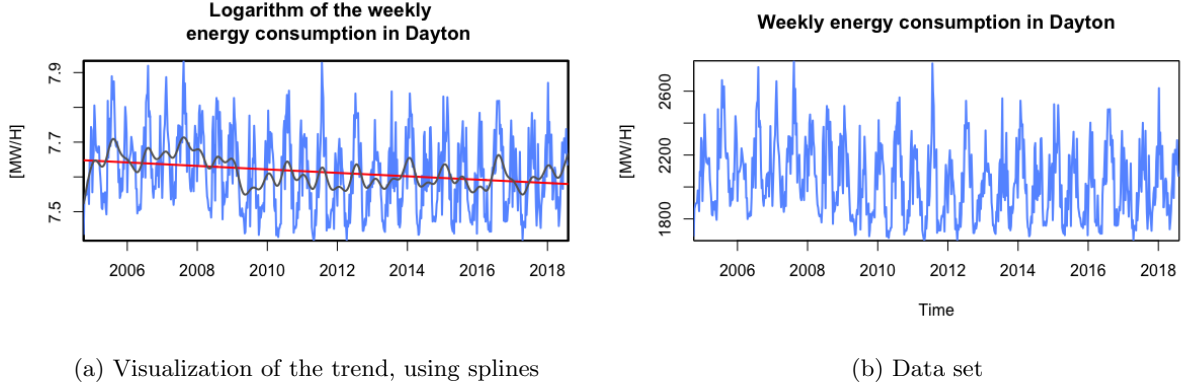 Logarithm of the weekly
energy consumption in Dayton
[MW/H]
7.9
7.7
7.5
2006 2008 2010 2012 2014 2016 2018
(a) Visualization of the trend, using splines
Weekly energy consumption in Dayton
[MW/H]
2600
2200
1800
2006 2008 2010 2012 2014 2016 2018
Time
(b) Data set